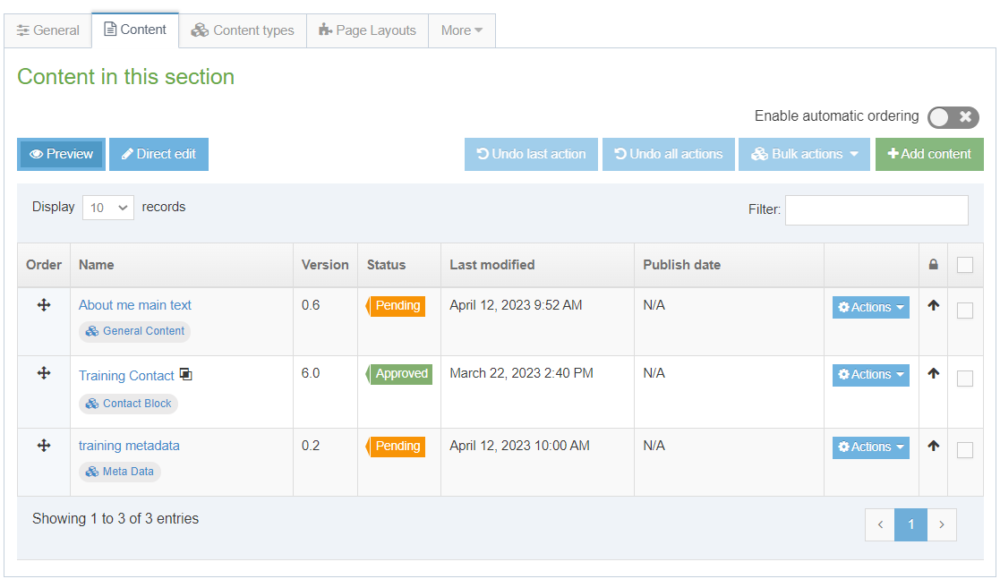 General Content Content types Page Layouts More
Content in this section
Enable automatic ordering
Preview Direct edit Undo last action Undo all actions Bulk actions Add content
Display 10 records Filter:
Order Name Version Status Last modified Publish date
About me main text 0.6 Pending April 12, 2023 9:52 AM N/A Actions
General Content
Training Contact 6.0 Approved March 22, 2023 2:40 PM N/A Actions
Contact Block
training metadata 0.2 Pending April 12, 2023 10:00 AM N/A Actions
Meta Data
Showing 1 to 3 of 3 entries 1